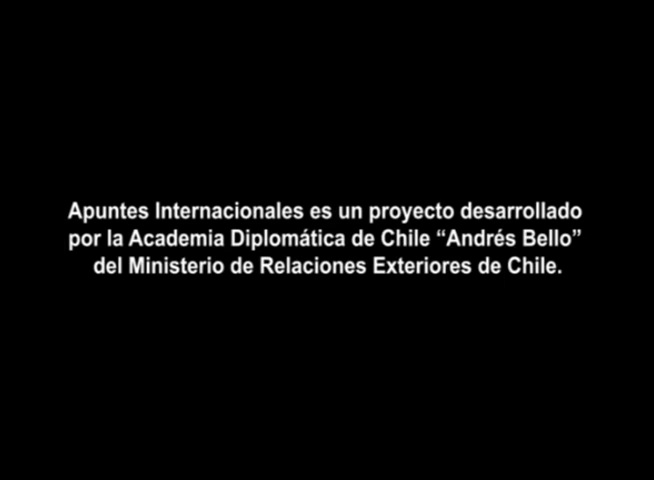 Apuntes Internacionales es un proyecto desarrollado
por la Academia Diplomática de Chile “Andrés Bello”
del Ministerio de Relaciones Exteriores de Chile.